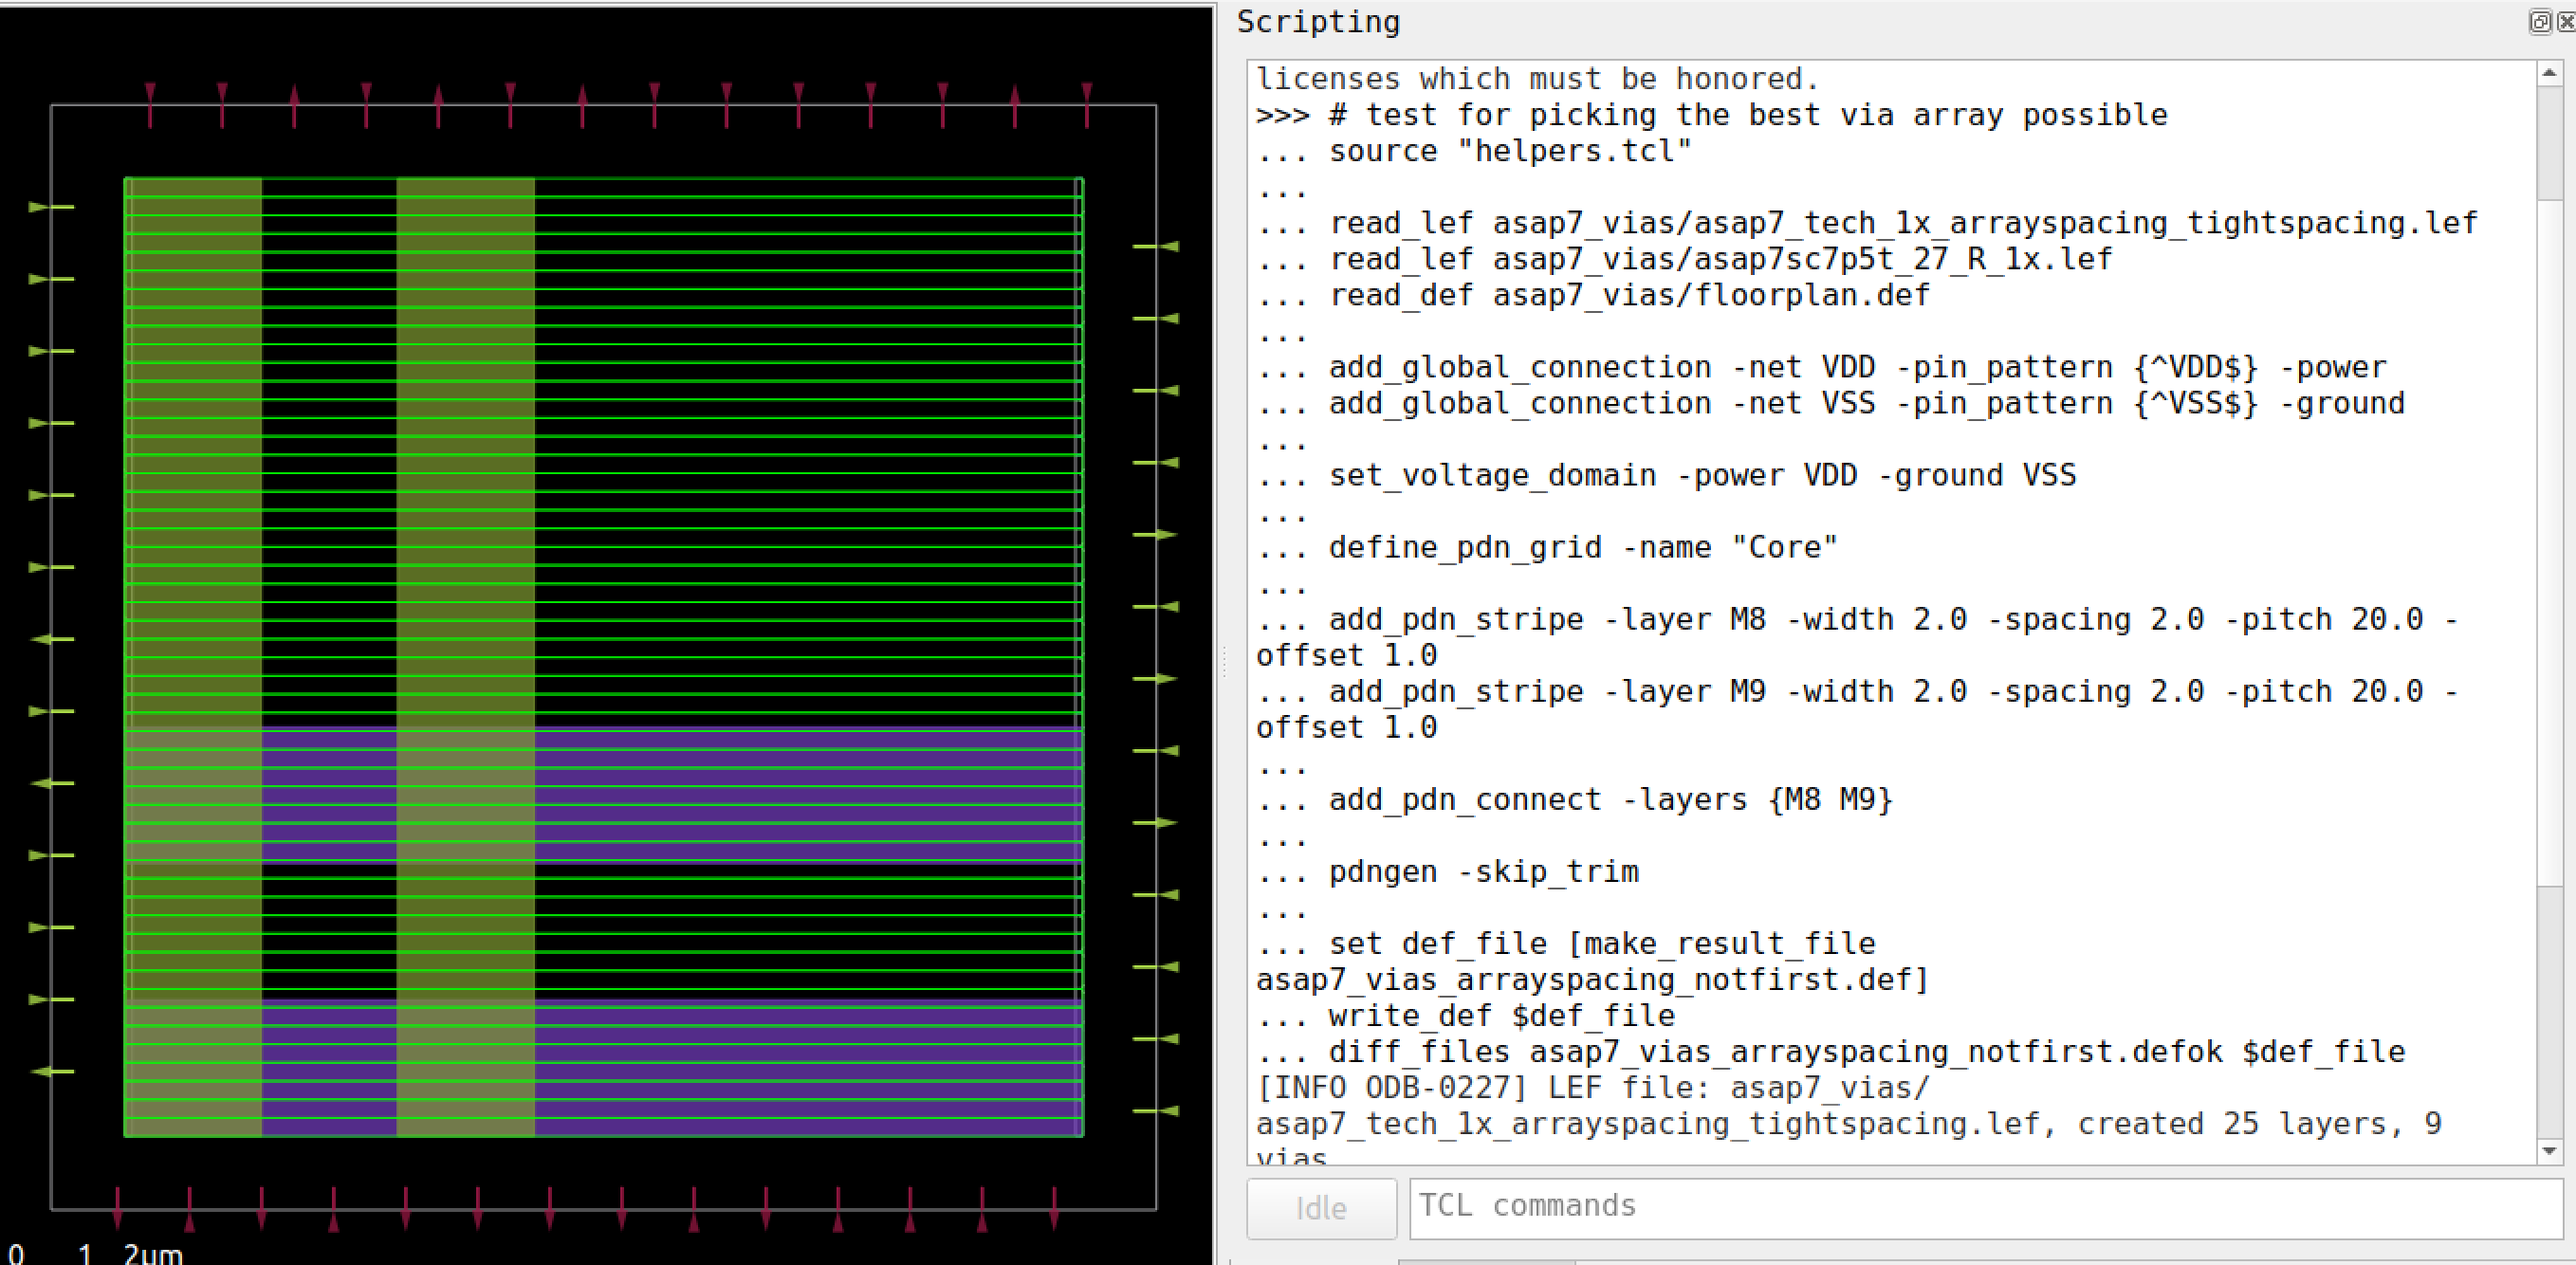 Scripting
licenses which must be honored.
>>> # test for picking the best via array possible
... source "helpers.tcl"
...
... read_lef asap7_vias/asap7_tech_1x_arrayspacing_tightspacing.lef
... read_lef asap7_vias/asap7sc7p5t_27_R_1x.lef
... read_def asap7_vias/floorplan.def
...
... add_global_connection -net VDD -pin_pattern {^VDD$} -power
... add_global_connection -net VSS -pin_pattern {^VSS$} -ground
...
... set_voltage_domain -power VDD -ground VSS
...
... define_pdn_grid -name "Core"
...
... add_pdn_stripe -layer M8 -width 2.0 -spacing 2.0 -pitch 20.0 -
offset 1.0
... add_pdn_stripe -layer M9 -width 2.0 -spacing 2.0 -pitch 20.0 -
offset 1.0
...
... add_pdn_connect -layers {M8 M9}
...
... pdngen -skip_trim
...
... set def_file [make_result_file
asap7_vias_arrayspacing_notfirst.def]
... write_def $def_file
... diff_files asap7_vias_arrayspacing_notfirst.defok $def_file
[INFO ODB-0227] LEF file: asap7_vias/
asap7_tech_1x_arrayspacing_tightspacing.lef, created 25 layers, 9
vias
Idle
TCL commands
0 1 2μm